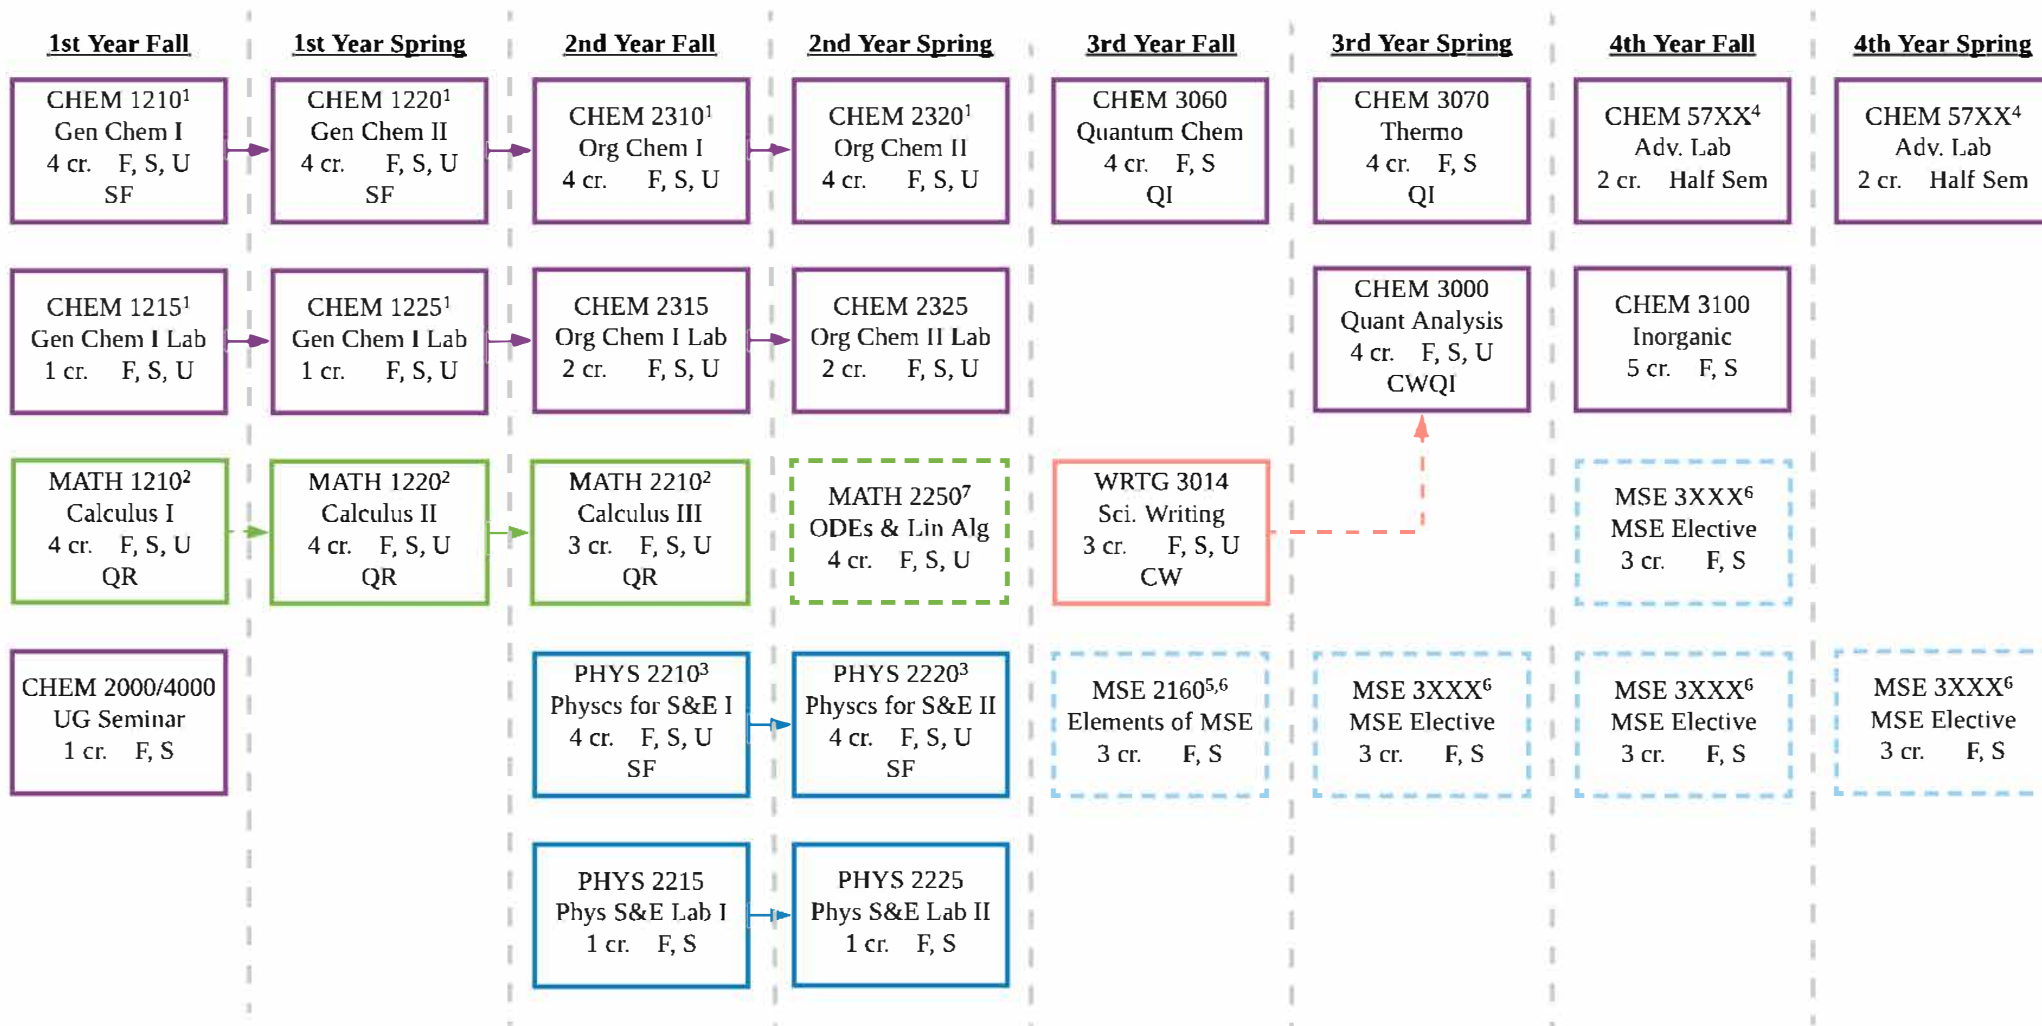 1st Year Fall
CHEM 1210¹
Gen Chem I
4 cr. F, S, U
SF
CHEM 1215¹
Gen Chem I Lab
1 cr. F, S, U
MATH 1210²
Calculus I
4 cr. F, S, U
QR
CHEM 2000/4000
UG Seminar
1 cr. F, S
1st Year Spring
CHEM 1220¹
Gen Chem II
4 cr. F, S, U
SF
CHEM 1225¹
Gen Chem I Lab
1 cr. F, S, U
MATH 1220²
Calculus II
4 cr. F, S, U
QR
2nd Year Fall
CHEM 2310¹
Org Chem I
4 cr. F, S, U
CHEM 2315
Org Chem I Lab
2 cr. F, S, U
MATH 2210²
Calculus III
3 cr. F, S, U
QR
PHYS 2210³
Physcs for S&E I
4 cr. F, S, U
SF
PHYS 2215
Phys S&E Lab I
1 cr. F, S
2nd Year Spring
CHEM 2320¹
Org Chem II
4 cr. F, S, U
CHEM 2325
Org Chem II Lab
2 cr. F, S, U
MATH 2250⁷
ODEs & Lin Alg
4 cr. F, S, U
PHYS 2220³
Physcs for S&E II
4 cr. F, S, U
SF
PHYS 2225
Phys S&E Lab II
1 cr. F, S
3rd Year Fall
CHEM 3060
Quantum Chem
4 cr. F, S
QI
WRTG 3014
Sci. Writing
3 cr. F, S, U
CW
MSE 2160⁵,⁶
Elements of MSE
3 cr. F, S
3rd Year Spring
CHEM 3070
Thermo
4 cr. F, S
QI
CHEM 3000
Quant Analysis
4 cr. F, S, U
CWQI
MSE 3XXX⁶
MSE Elective
3 cr. F, S
4th Year Fall
CHEM 57XX⁴
Adv. Lab
2 cr. Half Sem
CHEM 3100
Inorganic
5 cr. F, S
MSE 3XXX⁶
MSE Elective
3 cr. F, S
MSE 3XXX⁶
MSE Elective
3 cr. F, S
4th Year Spring
CHEM 57XX⁴
Adv. Lab
2 cr. Half Sem
MSE 3XXX⁶
MSE Elective
3 cr. F, S